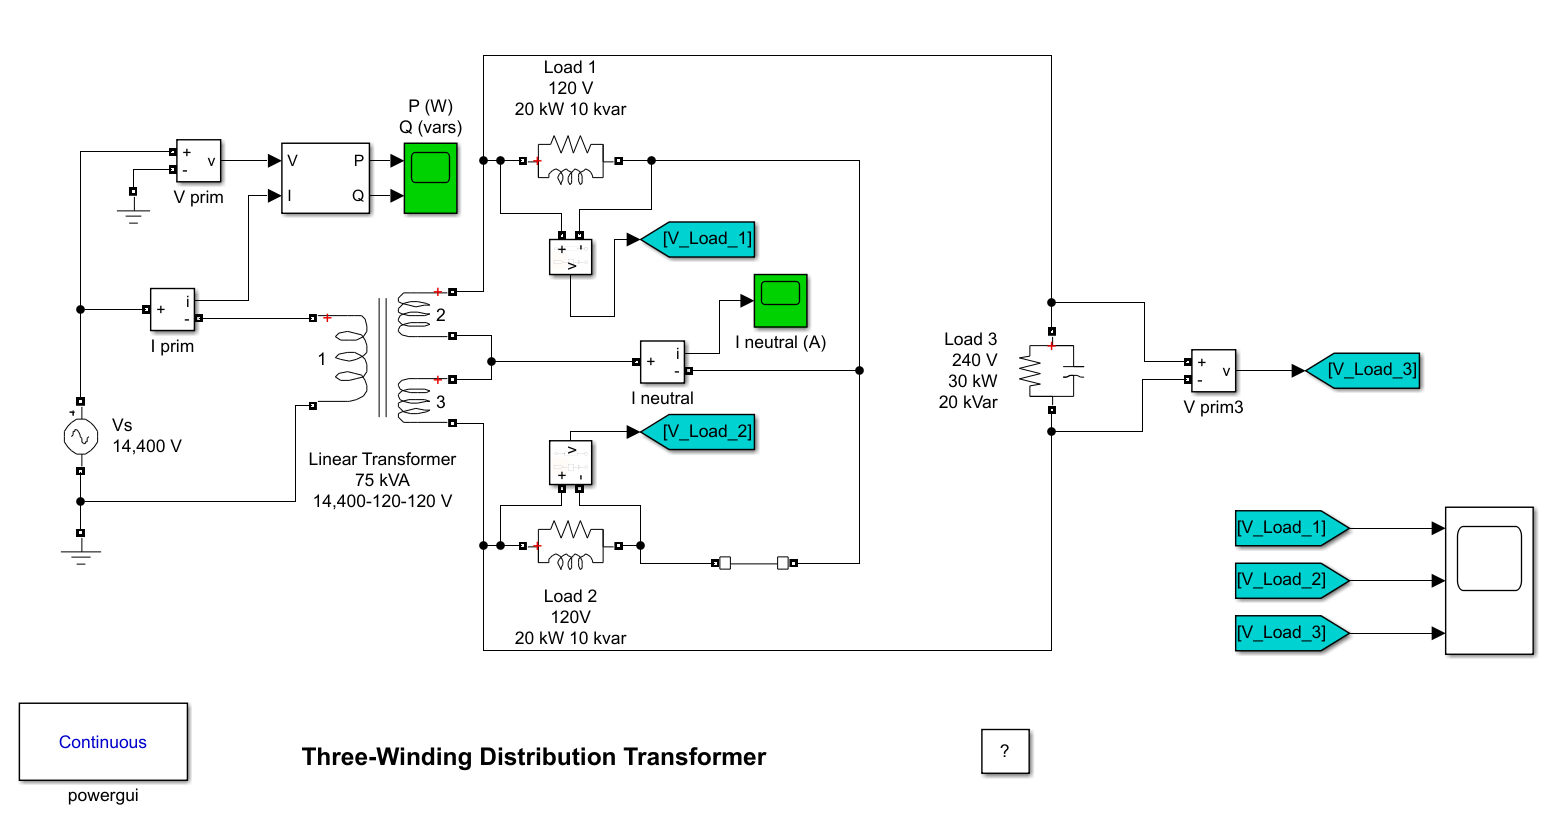 Load 1
120 V
20 kW 10 kvar
P (W)
Q (vars)
+
-
v
V prim
V
I
P
Q
+
-
v
[V_Load_1]
+
i
-
I prim
+
1
+
2
+
3
I neutral (A)
+
i
-
I neutral
Load 3
240 V
30 kW
20 kVar
+
+
-
v
V prim3
[V_Load_3]
+
Vs
14,400 V
Linear Transformer
75 kVA
14,400-120-120 V
v
+
-
[V_Load_2]
+
Load 2
120V
20 kW 10 kvar
[V_Load_1]
[V_Load_2]
[V_Load_3]
Continuous
powergui
Three-Winding Distribution Transformer
?